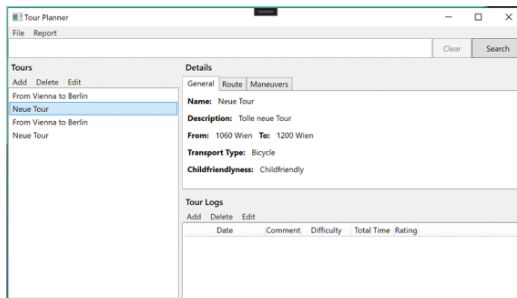 Tour Planner
File Report
Clear Search
Tours
Add Delete Edit
From Vienna to Berlin
Neue Tour
From Vienna to Berlin
Neue Tour
Details
General Route Maneuvers
Name: Neue Tour
Description: Tolle neue Tour
From: 1060 Wien To: 1200 Wien
Transport Type: Bicycle
Childfriendlyness: Childfriendly
Tour Logs
Add Delete Edit
Date Comment Difficulty Total Time Rating